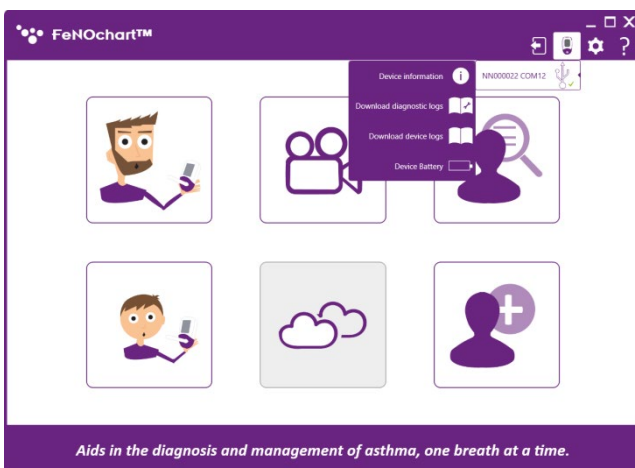 FeNOchart™
?
Device information
i
NN000022 COM12
Download diagnostic logs
Download device logs
Device Battery
Aids in the diagnosis and management of asthma, one breath at a time.